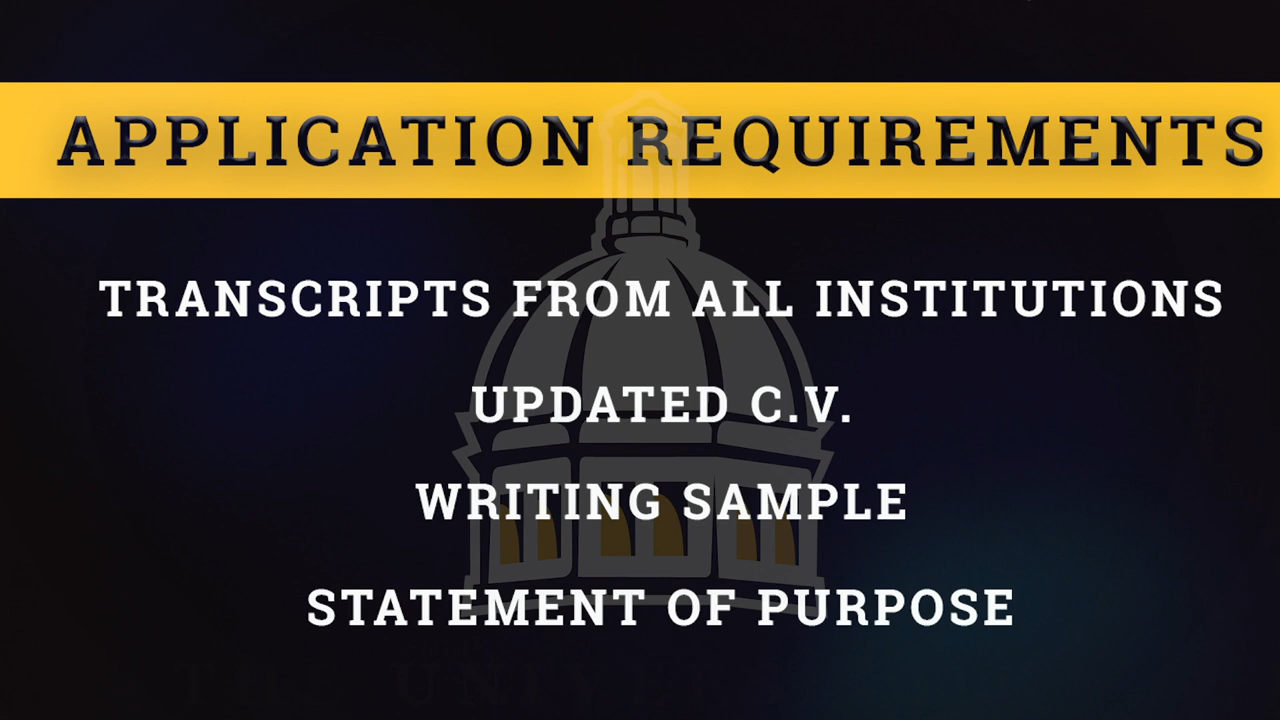 APPLICATION REQUIREMENTS
TRANSCRIPTS FROM ALL INSTITUTIONS
UPDATED C.V.
WRITING SAMPLE
STATEMENT OF PURPOSE